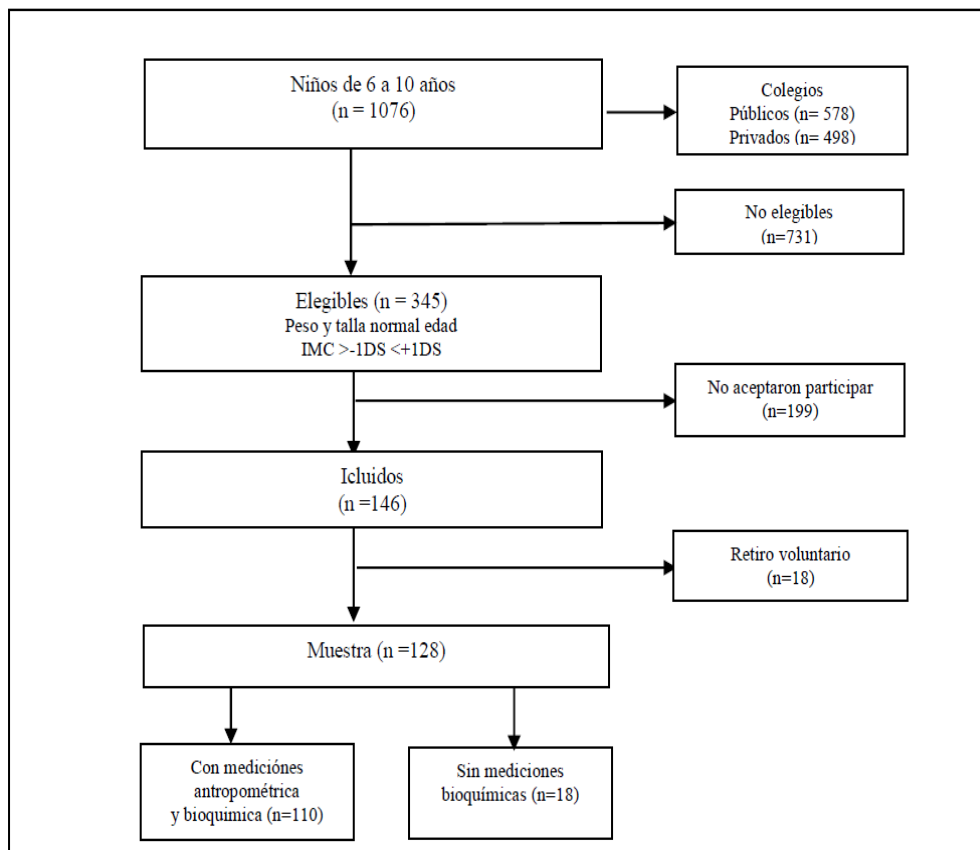 Niños de 6 a 10 años
(n = 1076)
Colegios
Públicos (n= 578)
Privados (n= 498)
No elegibles
(n=731)
Elegibles (n = 345)
Peso y talla normal edad
IMC >-1DS <+1DS
No aceptaron participar
(n=199)
Icluidos
(n =146)
Retiro voluntario
(n=18)
Muestra (n =128)
Con mediciónes
antropométrica
y bioquimica (n=110)
Sin mediciones
bioquímicas (n=18)